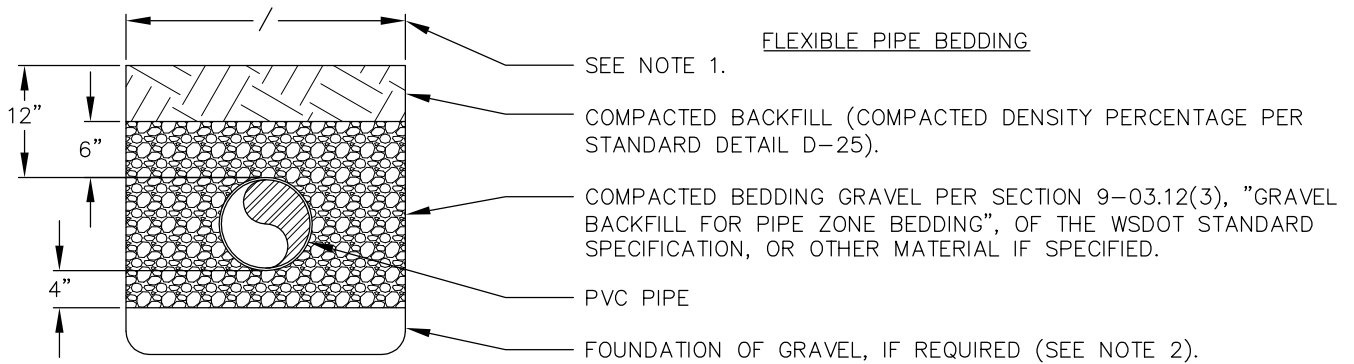 FLEXIBLE PIPE BEDDING
SEE NOTE 1.
12"
COMPACTED BACKFILL (COMPACTED DENSITY PERCENTAGE PER
STANDARD DETAIL D-25).
6"
COMPACTED BEDDING GRAVEL PER SECTION 9-03.12(3), "GRAVEL
BACKFILL FOR PIPE ZONE BEDDING", OF THE WSDOT STANDARD
SPECIFICATION, OR OTHER MATERIAL IF SPECIFIED.
4"
PVC PIPE
FOUNDATION OF GRAVEL, IF REQUIRED (SEE NOTE 2).